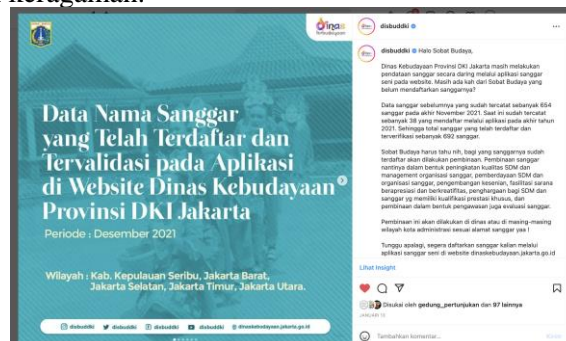 keragaman.
Dinas
Kebudayaan
Data Nama Sanggar
yang Telah Terdaftar dan
Tervalidasi pada Aplikasi
di Website Dinas Kebudayaan
Provinsi DKI Jakarta
Periode : Desember 2021
Wilayah : Kab. Kepulauan Seribu, Jakarta Barat,
Jakarta Selatan, Jakarta Timur, Jakarta Utara.
disbuddki disbuddki disbuddki disbuddki dinaskebudayaan.jakarta.go.id
disbuddki
disbuddki Halo Sobat Budaya,
Dinas Kebudayaan Provinsi DKI Jakarta masih melakukan
pendataan sanggar secara daring melalui aplikasi sanggar
seni pada website. Masih ada kah dari Sobat Budaya yang
belum mendaftarkan sanggarnya?
Data sanggar sebelumnya yang sudah tercatat sebanyak 654
sanggar pada akhir November 2021. Saat ini sudah tercatat
sebanyak 38 yang mendaftar melalui aplikasi pada akhir tahun
2021. Sehingga total sanggar yang telah terdaftar dan
terverifikasi sebanyak 692 sanggar.
Sobat Budaya harus tahu nih, bagi yang sanggarnya sudah
terdaftar akan dilakukan pembinaan. Pembinaan sanggar
nantinya dalam bentuk peningkatan kualitas SDM dan
management organisasi sanggar, pemberdayaan SDM dan
organisasi sanggar, pengembangan kesenian, fasilitasi sarana
berapresiasi dan berkreatifitas, penghargaan bagi SDM dan
sanggar yg memiliki kualifikasi prestasi khusus, dan
pembinaan dalam bentuk pengawasan juga evaluasi sanggar.
Pembinaan ini akan dilakukan di dinas atau di masing-masing
wilayah kota administrasi sesuai alamat sanggar yaa !
Tunggu apalagi, segera daftarkan sanggar kalian melalui
aplikasi sanggar seni di website dinaskebudayaan.jakarta.go.id
Lihat Insight
Disukai oleh gedung_pertunjukan dan 97 lainnya
JANUARI 13
Tambahkan komentar...